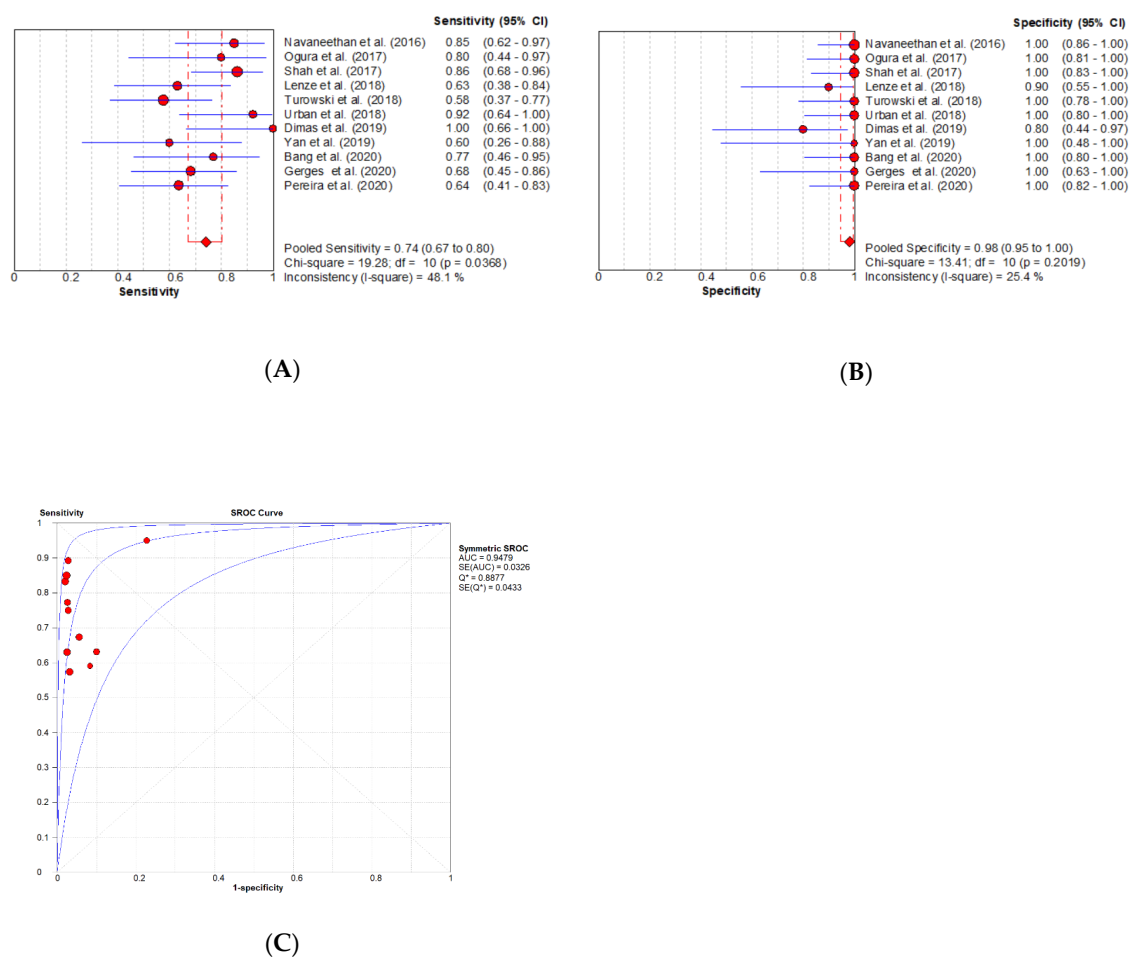 Sensitivity (95% CI)
Navaneethan et al. (2016) 0.85 (0.62 - 0.97)
Ogura et al. (2017) 0.80 (0.44 - 0.97)
Shah et al. (2017) 0.86 (0.68 - 0.96)
Lenze et al. (2018) 0.63 (0.38 - 0.84)
Turowski et al. (2018) 0.58 (0.37 - 0.77)
Urban et al. (2018) 0.92 (0.64 - 1.00)
Dimas et al. (2019) 1.00 (0.66 - 1.00)
Yan et al. (2019) 0.60 (0.26 - 0.88)
Bang et al. (2020) 0.77 (0.46 - 0.95)
Gerges et al. (2020) 0.68 (0.45 - 0.86)
Pereira et al. (2020) 0.64 (0.41 - 0.83)
Pooled Sensitivity = 0.74 (0.67 to 0.80)
Chi-square = 19.28; df = 10 (p = 0.0368)
Inconsistency (I-square) = 48.1 %
0 0.2 0.4 0.6 0.8 1
Sensitivity
(A)
Specificity (95% CI)
Navaneethan et al. (2016) 1.00 (0.86 - 1.00)
Ogura et al. (2017) 1.00 (0.81 - 1.00)
Shah et al. (2017) 1.00 (0.83 - 1.00)
Lenze et al. (2018) 0.90 (0.55 - 1.00)
Turowski et al. (2018) 1.00 (0.78 - 1.00)
Urban et al. (2018) 1.00 (0.80 - 1.00)
Dimas et al. (2019) 0.80 (0.44 - 0.97)
Yan et al. (2019) 1.00 (0.48 - 1.00)
Bang et al. (2020) 1.00 (0.80 - 1.00)
Gerges et al. (2020) 1.00 (0.63 - 1.00)
Pereira et al. (2020) 1.00 (0.82 - 1.00)
Pooled Specificity = 0.98 (0.95 to 1.00)
Chi-square = 13.41; df = 10 (p = 0.2019)
Inconsistency (I-square) = 25.4 %
0 0.2 0.4 0.6 0.8 1
Specificity
(B)
Sensitivity SROC Curve
1
0.9
0.8
0.7
0.6
0.5
0.4
0.3
0.2
0.1
0
Symmetric SROC
AUC = 0.9479
SE(AUC) = 0.0326
Q* = 0.8877
SE(Q*) = 0.0433
0 0.2 0.4 0.6 0.8 1
1-specificity
(C)